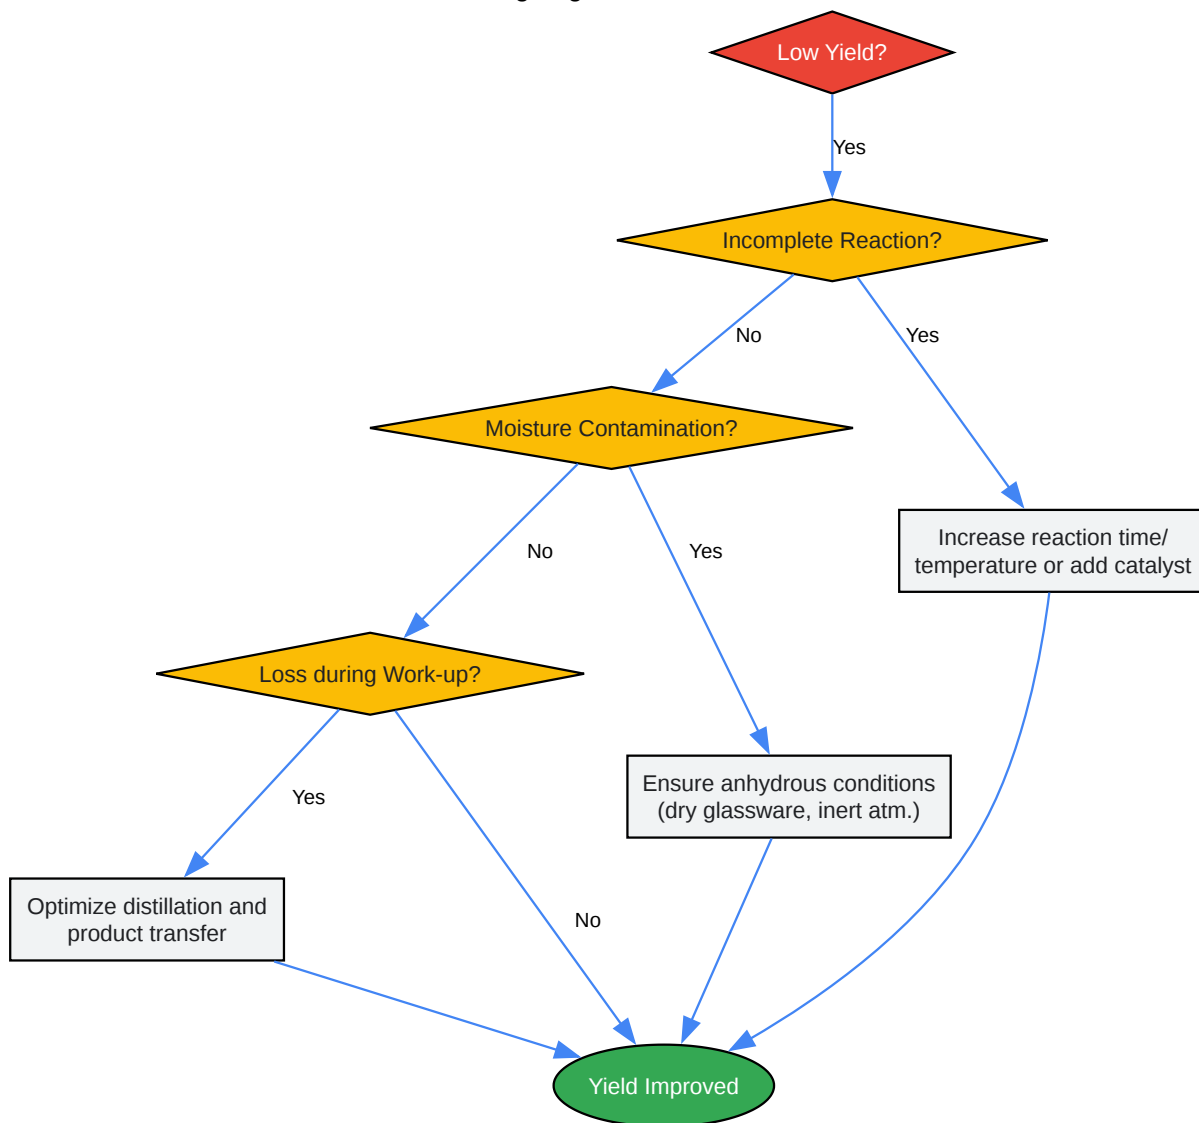 Low Yield?
Yes
Incomplete Reaction?
No
Yes
Moisture Contamination?
Increase reaction time/
temperature or add catalyst
No
Yes
Loss during Work-up?
Ensure anhydrous conditions
(dry glassware, inert atm.)
Yes
Optimize distillation and
product transfer
No
Yield Improved